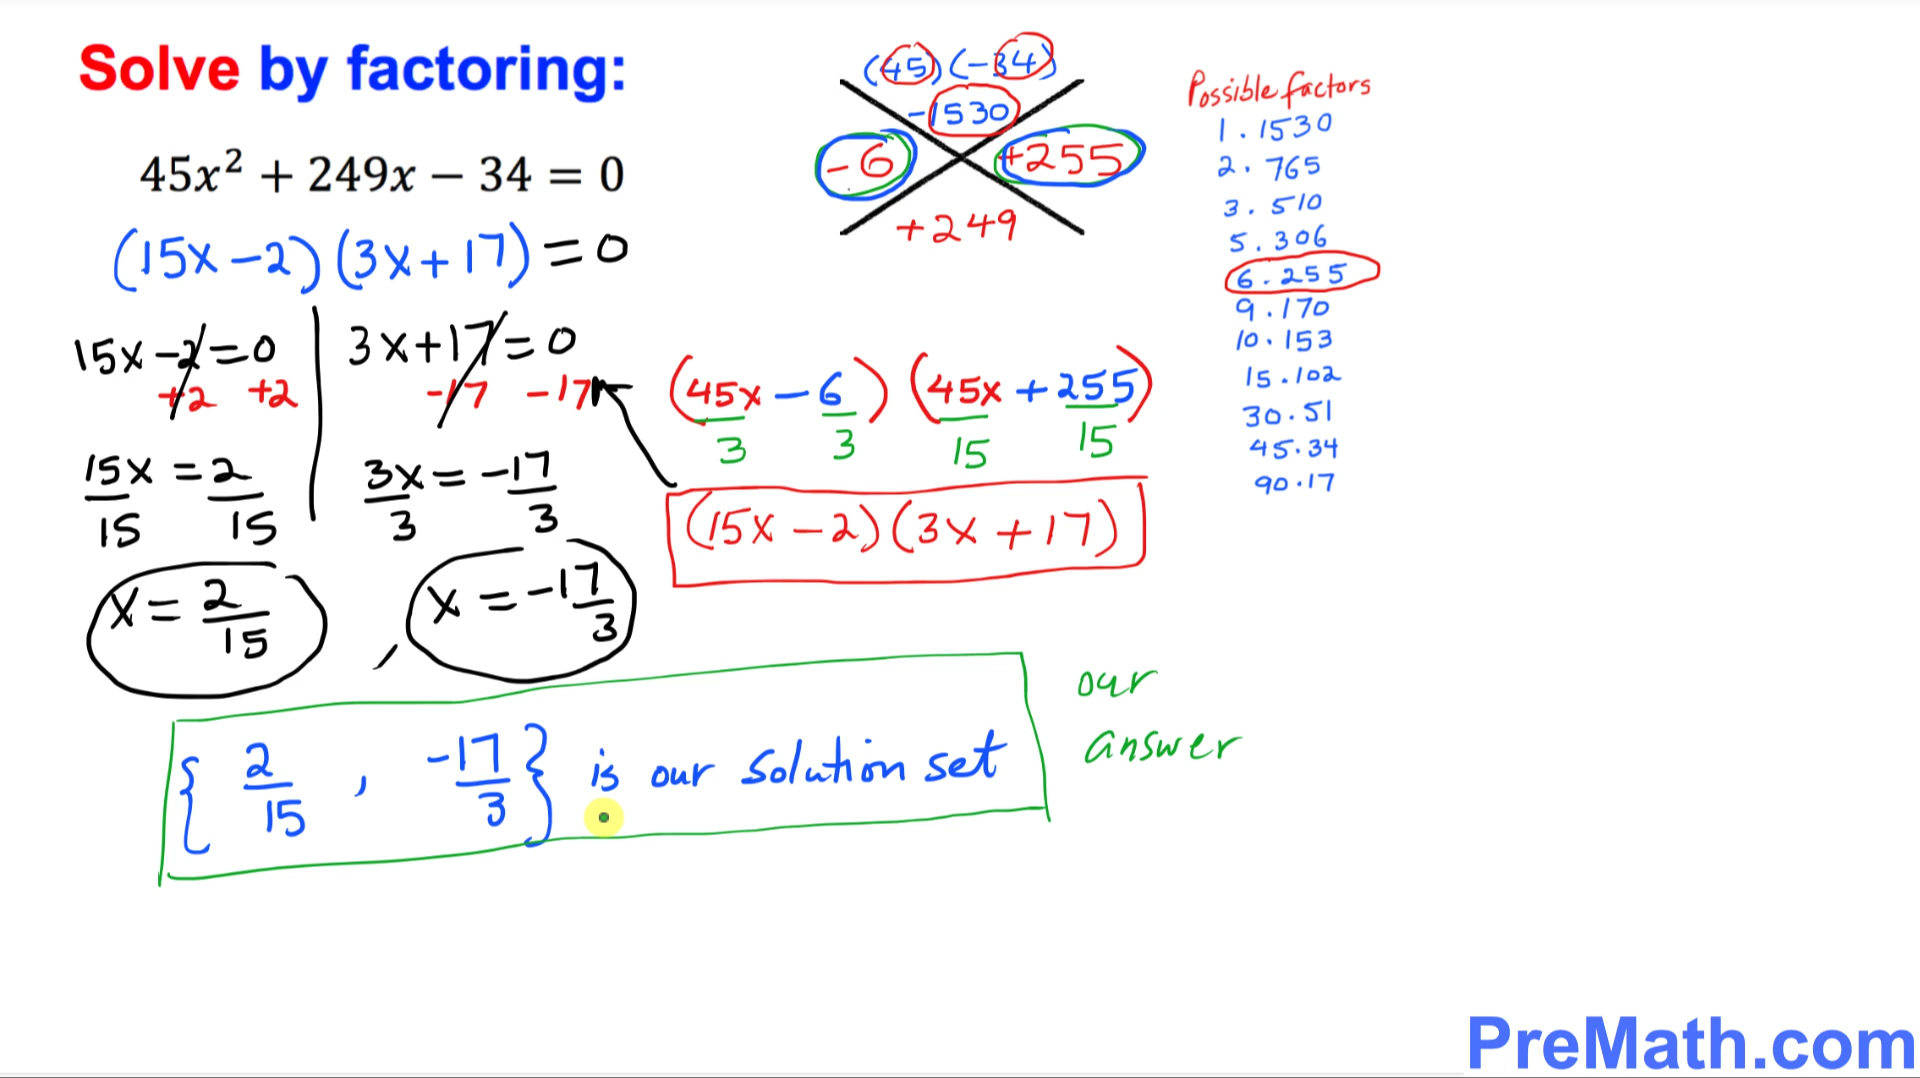 Solve by factoring:
45x² + 249x − 34 = 0
(15x −2)(3x+17) = 0
15x −2 = 0
+2 +2
15x = 2
15 15
x = 2/15 ,
3x+17 = 0
−17 −17
3x = −17
3 3
x = −17/3
{ 2/15 , −17/3 } is our solution set
our
answer
(45)(−34)
−1530
−6 +255
+249
(45x − 6) (45x + 255)
3 3 15 15
(15x −2)(3x +17)
Possible factors
1 . 1530
2 . 765
3 . 510
5 . 306
6 . 255
9 . 170
10 . 153
15 . 102
30 . 51
45 . 34
90 . 17
PreMath.com